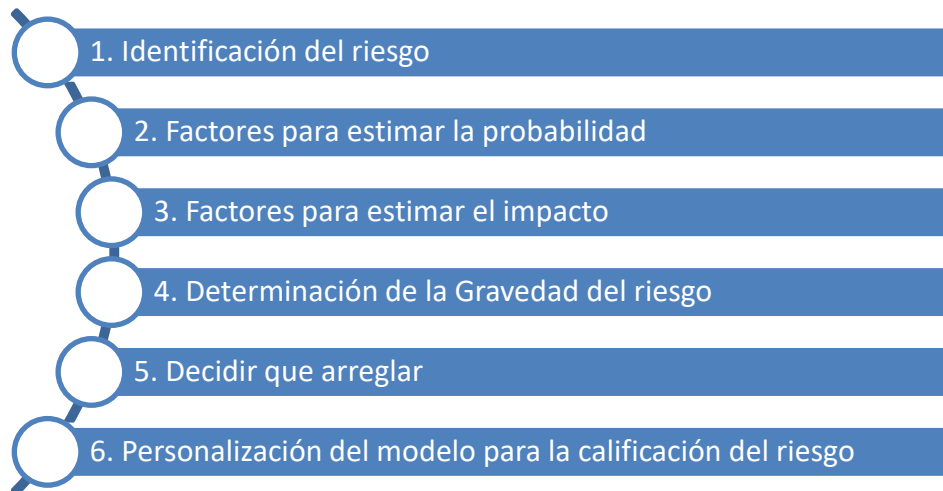 1. Identificación del riesgo
2. Factores para estimar la probabilidad
3. Factores para estimar el impacto
4. Determinación de la Gravedad del riesgo
5. Decidir que arreglar
6. Personalización del modelo para la calificación del riesgo